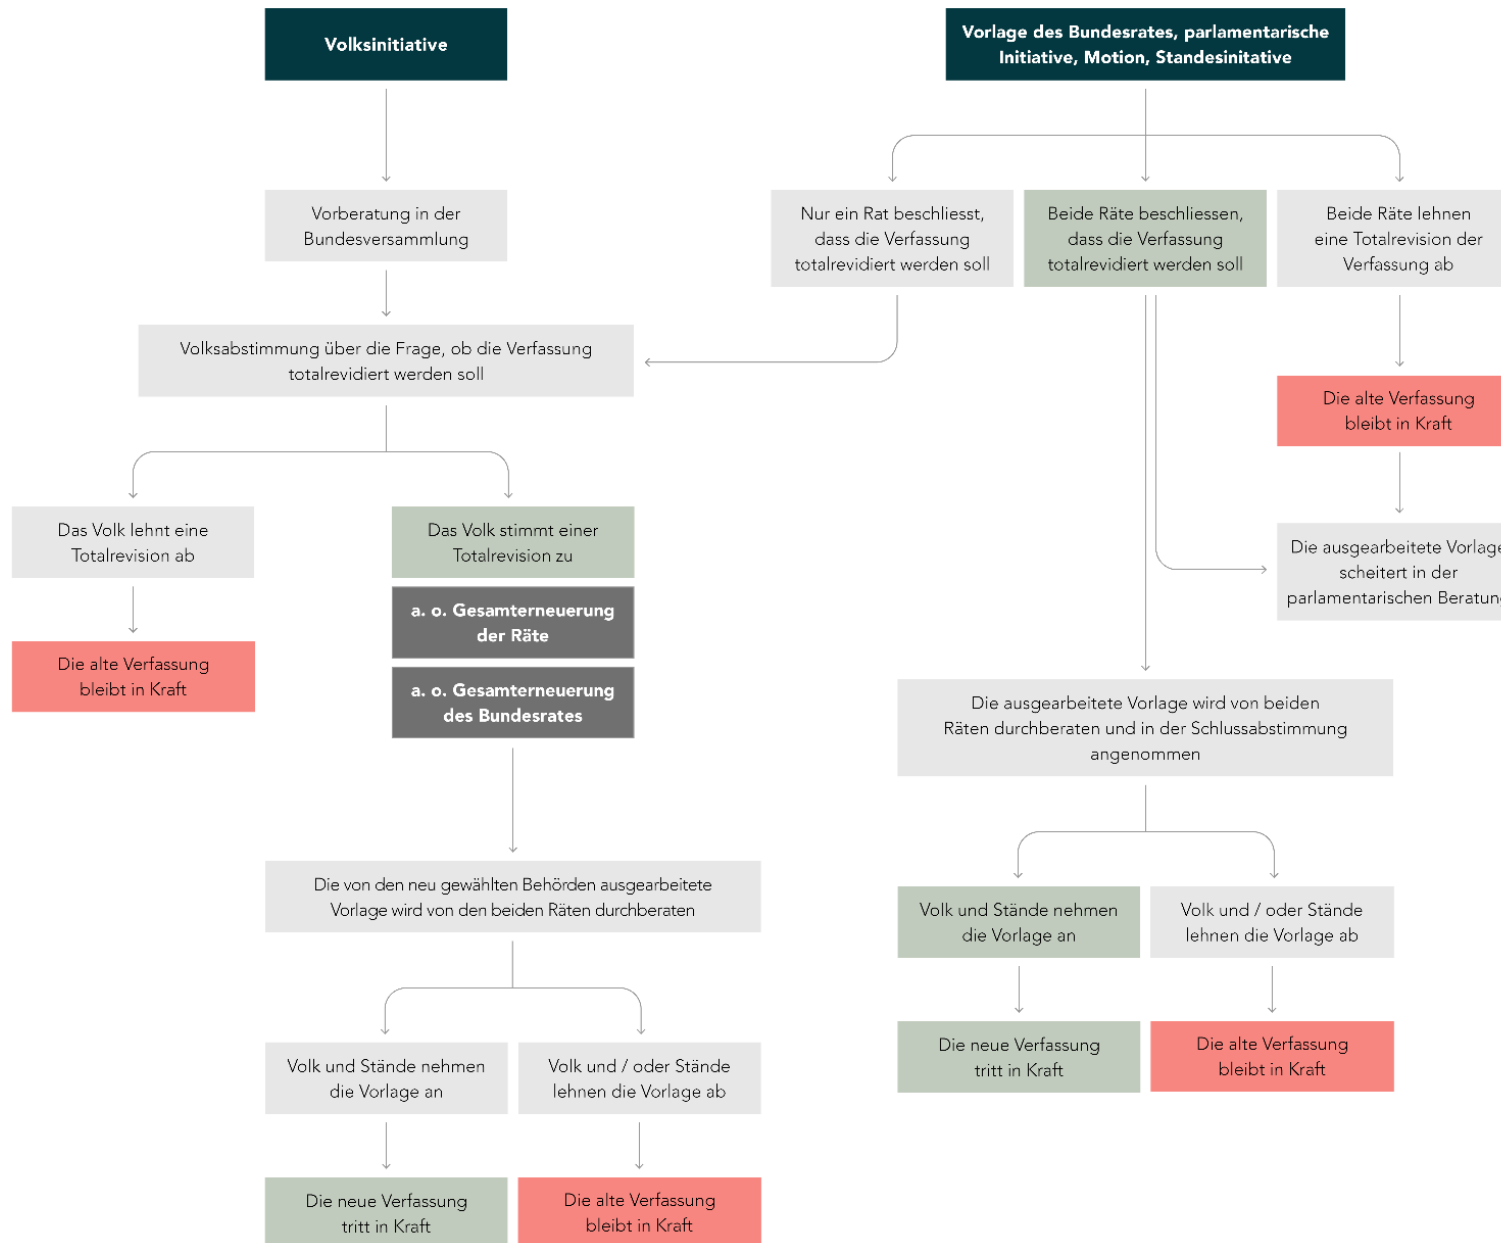 Volksinitiative
Vorlage des Bundesrates, parlamentarische
Initiative, Motion, Standesinitative
Vorberatung in der
Bundesversammlung
Nur ein Rat beschliesst,
dass die Verfassung
totalrevidiert werden soll
Beide Räte beschliessen,
dass die Verfassung
totalrevidiert werden soll
Beide Räte lehnen
eine Totalrevision der
Verfassung ab
Volksabstimmung über die Frage, ob die Verfassung
totalrevidiert werden soll
Die alte Verfassung
bleibt in Kraft
Das Volk lehnt eine
Totalrevision ab
Das Volk stimmt einer
Totalrevision zu
Die ausgearbeitete Vorlage
scheitert in der
parlamentarischen Beratung
a. o. Gesamterneuerung
der Räte
Die alte Verfassung
bleibt in Kraft
a. o. Gesamterneuerung
des Bundesrates
Die ausgearbeitete Vorlage wird von beiden
Räten durchberaten und in der Schlussabstimmung
angenommen
Die von den neu gewählten Behörden ausgearbeitete
Vorlage wird von den beiden Räten durchberaten
Volk und Stände nehmen
die Vorlage an
Volk und / oder Stände
lehnen die Vorlage ab
Die neue Verfassung
tritt in Kraft
Die alte Verfassung
bleibt in Kraft
Volk und Stände nehmen
die Vorlage an
Volk und / oder Stände
lehnen die Vorlage ab
Die neue Verfassung
tritt in Kraft
Die alte Verfassung
bleibt in Kraft